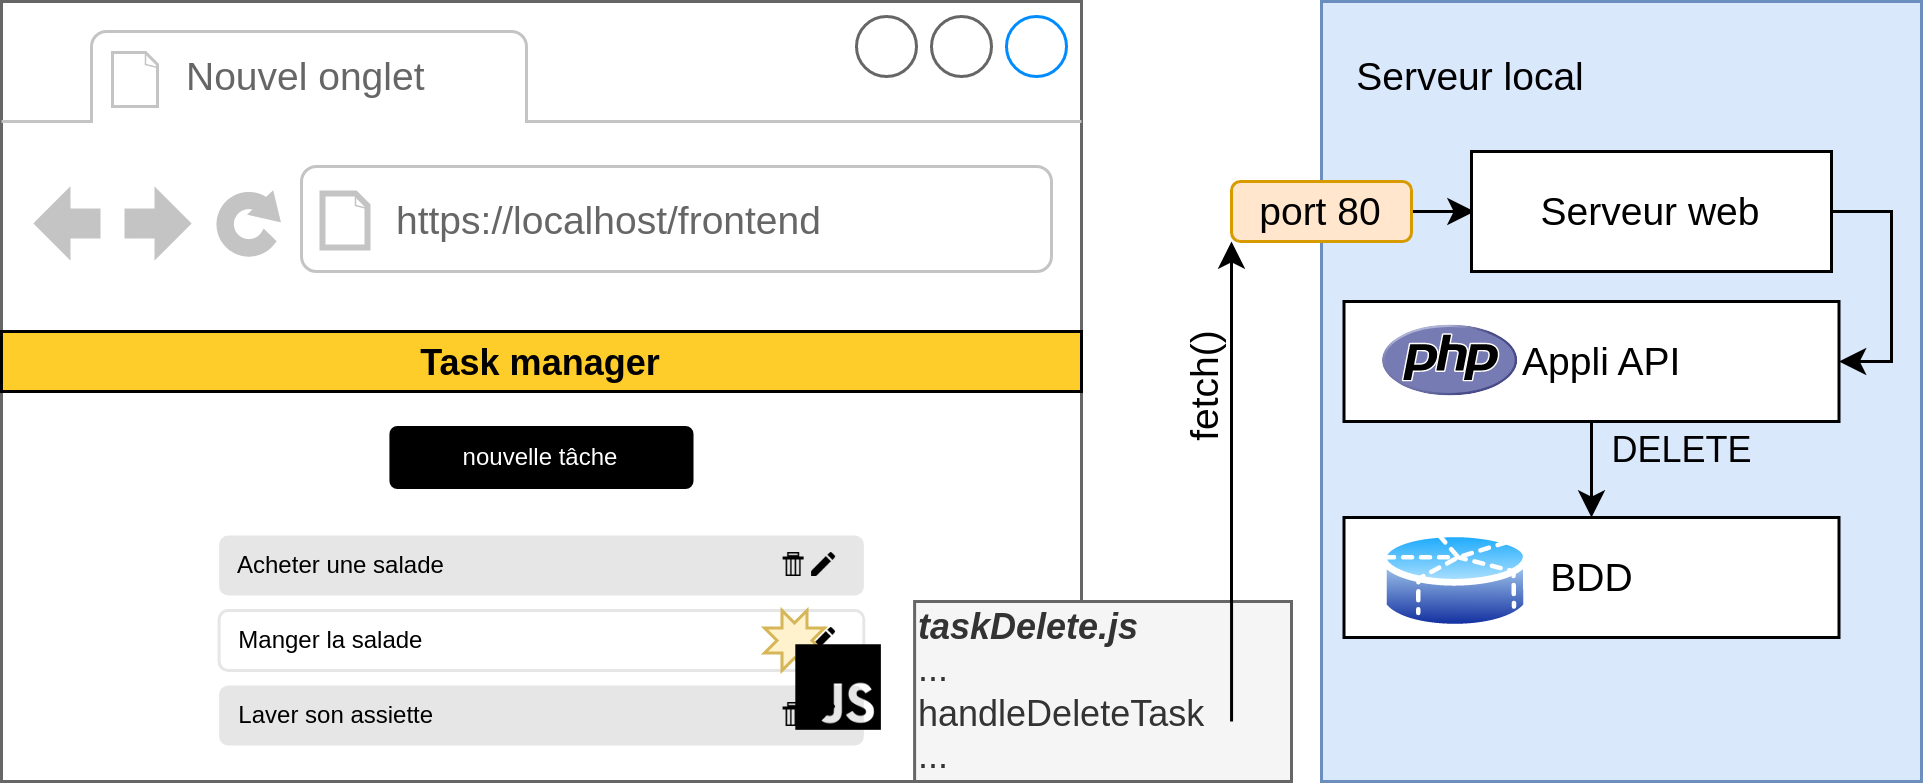 Nouvel onglet
https://localhost/frontend
Task manager
nouvelle tâche
Acheter une salade
Manger la salade
Laver son assiette
JS
taskDelete.js
...
handleDeleteTask
...
fetch()
port 80
Serveur local
Serveur web
php Appli API
DELETE
BDD